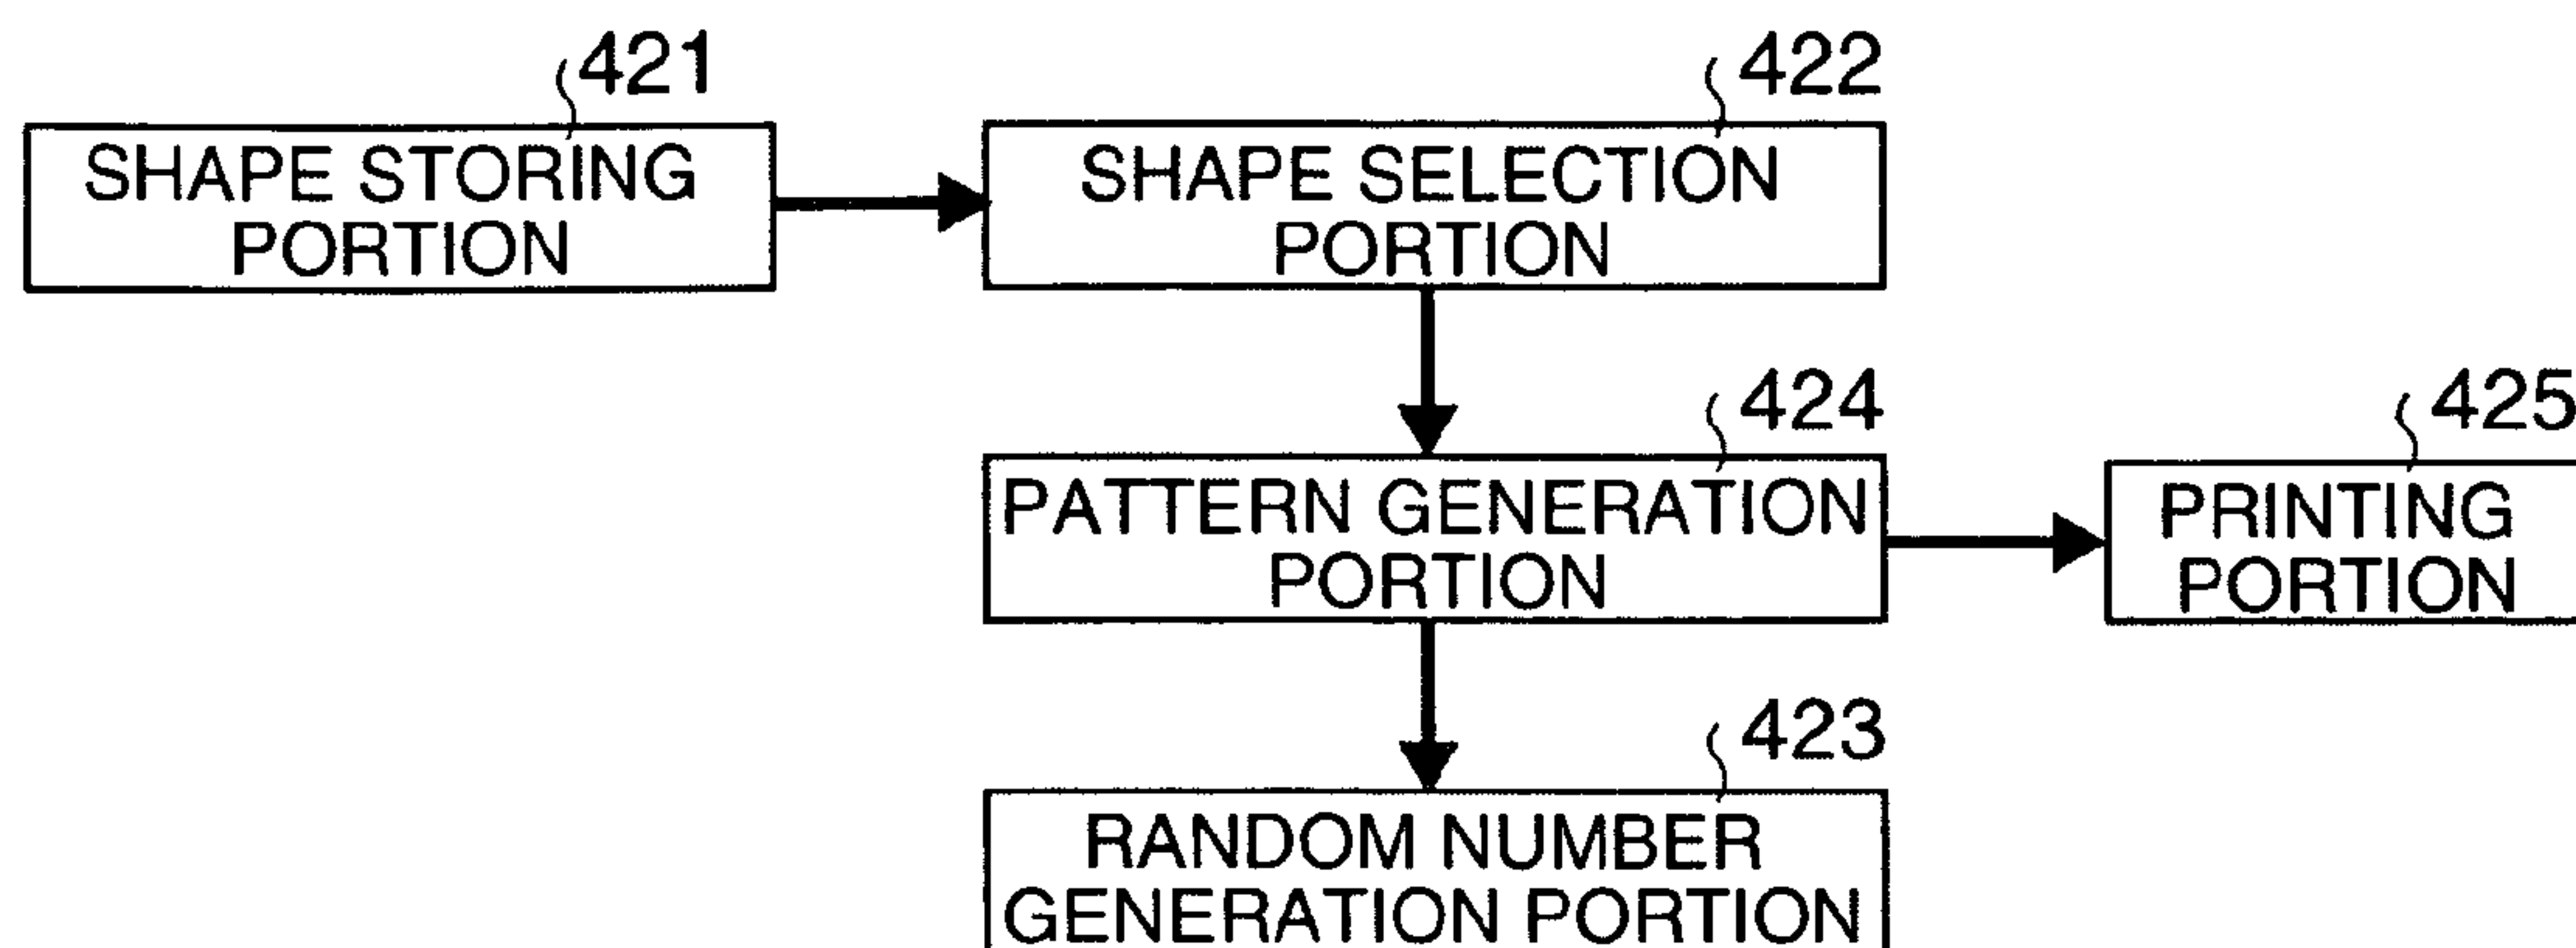 421
SHAPE STORING
PORTION
422
SHAPE SELECTION
PORTION
424
PATTERN GENERATION
PORTION
425
PRINTING
PORTION
423
RANDOM NUMBER
GENERATION PORTION